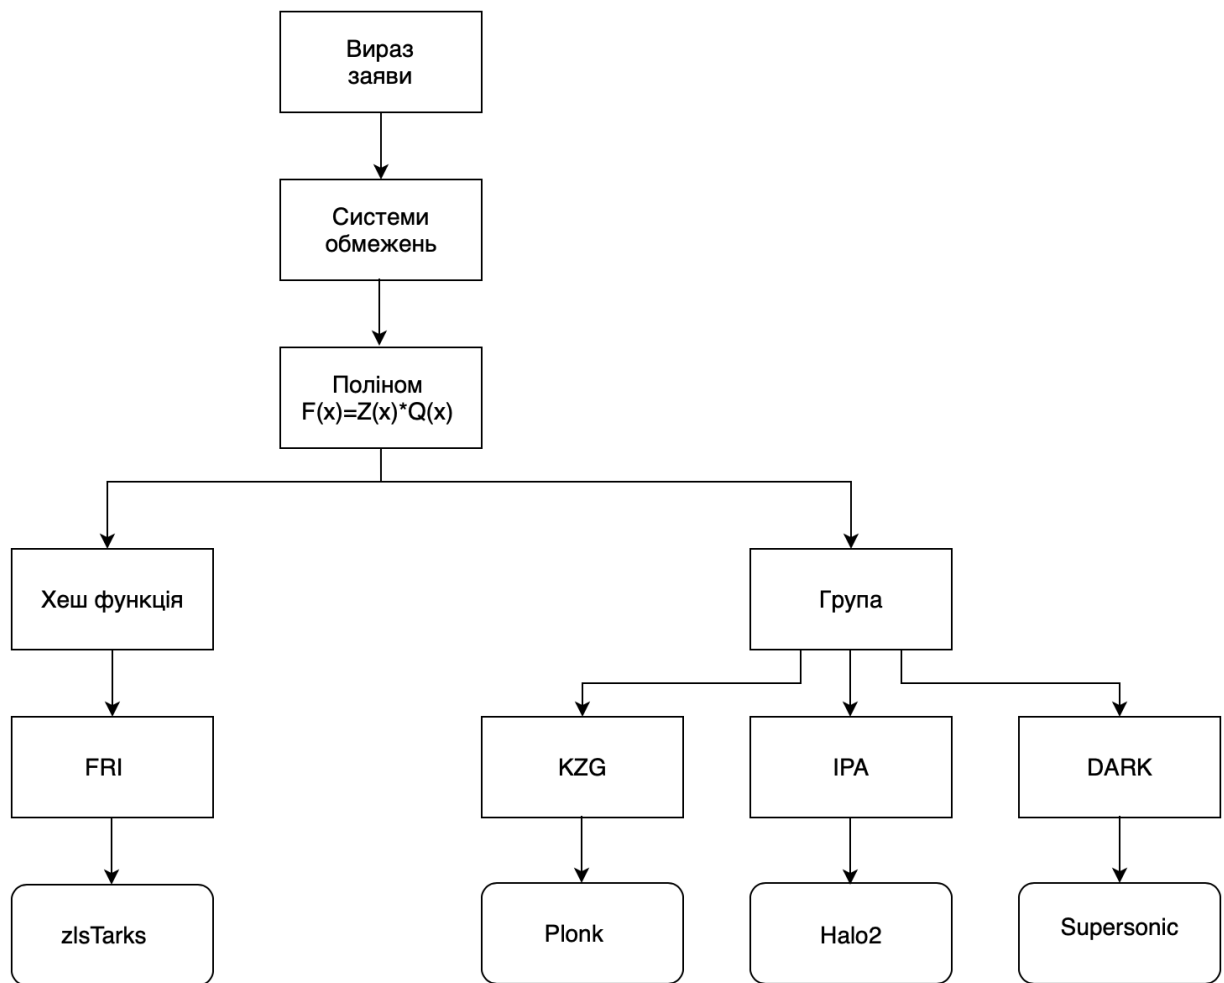 Вираз
заяви
Системи
обмежень
Поліном
F(x)=Z(x)*Q(x)
Хеш функція
Група
FRI
KZG
IPA
DARK
zlsTarks
Plonk
Halo2
Supersonic